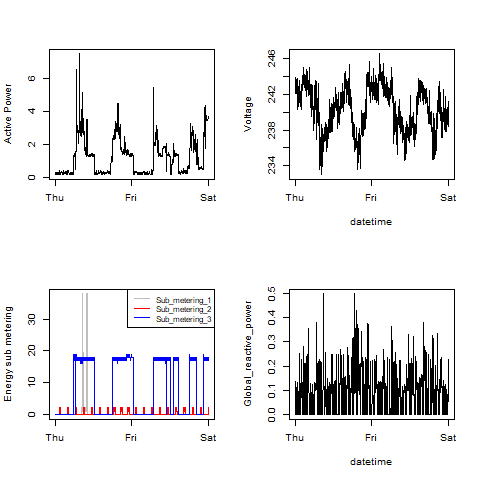 Active Power
0 2 4 6
Thu Fri Sat
Voltage
234 238 242 246
Thu Fri Sat
datetime
Energy sub metering
0 10 20 30
Sub_metering_1
Sub_metering_2
Sub_metering_3
Thu Fri Sat
Global_reactive_power
0.0 0.1 0.2 0.3 0.4 0.5
Thu Fri Sat
datetime